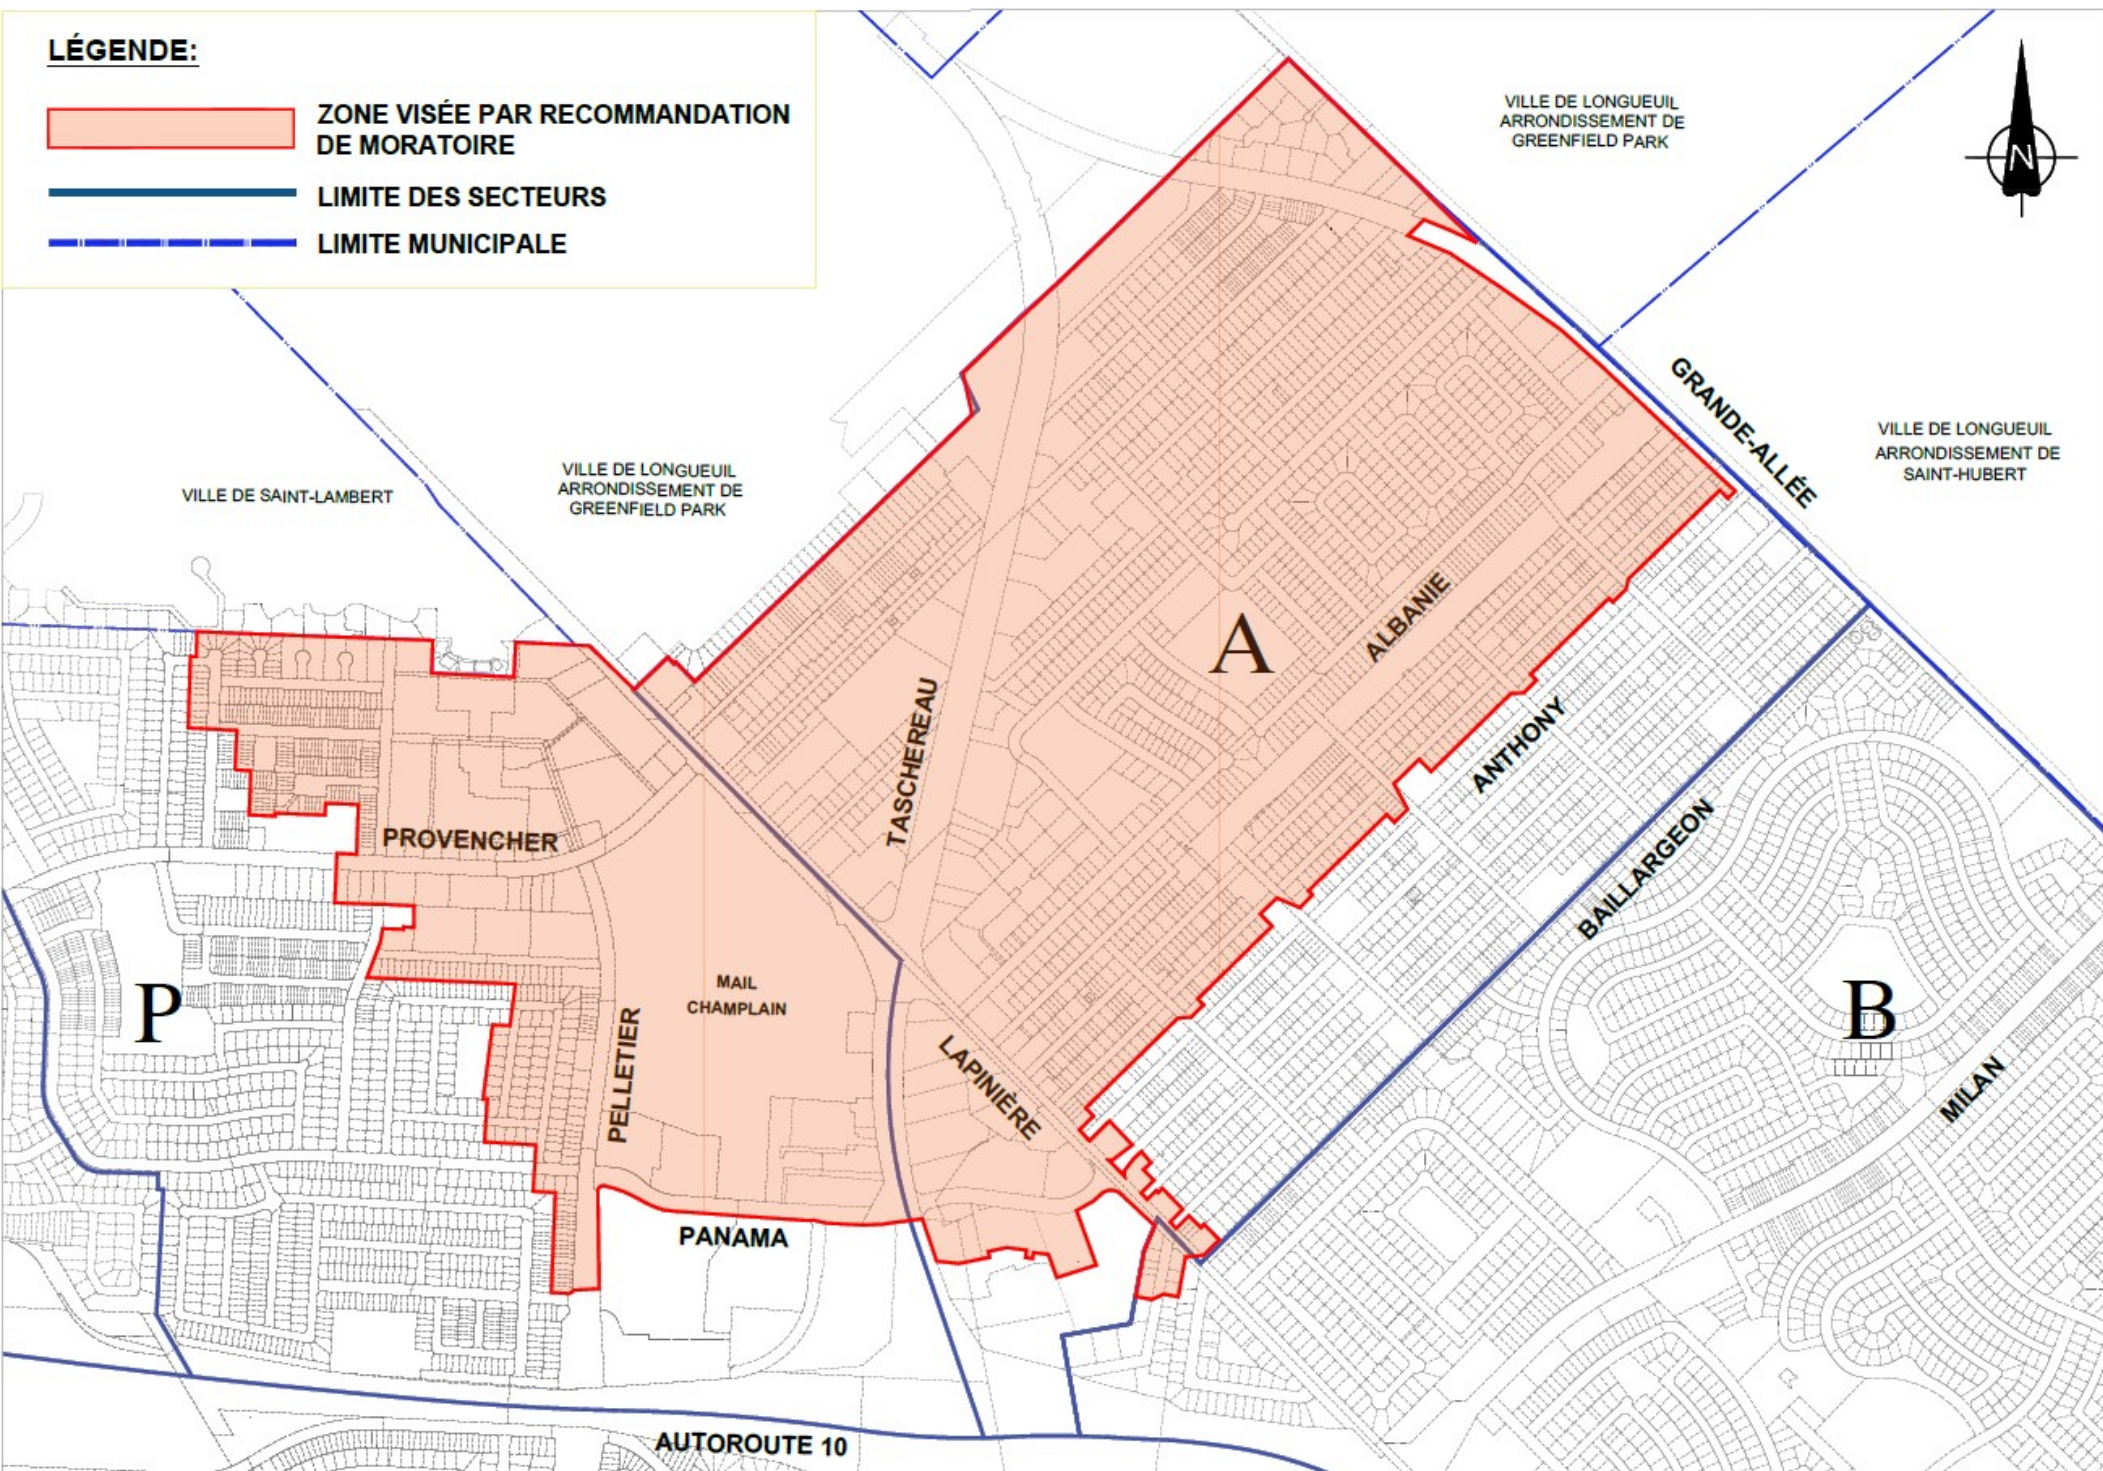 LÉGENDE:
ZONE VISÉE PAR RECOMMANDATION
DE MORATOIRE
LIMITE DES SECTEURS
LIMITE MUNICIPALE
VILLE DE LONGUEUIL
ARRONDISSEMENT DE
GREENFIELD PARK
N
GRANDE-ALLÉE
VILLE DE LONGUEUIL
ARRONDISSEMENT DE
SAINT-HUBERT
VILLE DE SAINT-LAMBERT
VILLE DE LONGUEUIL
ARRONDISSEMENT DE
GREENFIELD PARK
A
ALBANIE
TASCHEREAU
ANTHONY
PROVENCHER
BAILLARGEON
P
MAIL
CHAMPLAIN
B
PELLETIER
LAPINIÈRE
MILAN
PANAMA
AUTOROUTE 10